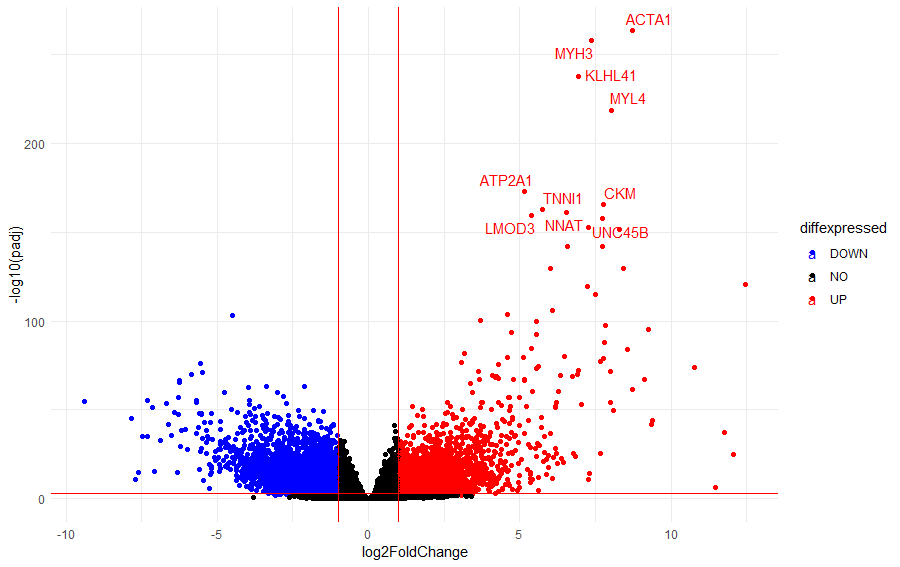 ACTA1
MYH3
KLHL41
MYL4
ATP2A1
TNNI1
CKM
LMOD3
NNAT
UNC45B
-log10(padj)
200
100
0
-10
-5
0
5
10
log2FoldChange
diffexpressed
a DOWN
a NO
a UP